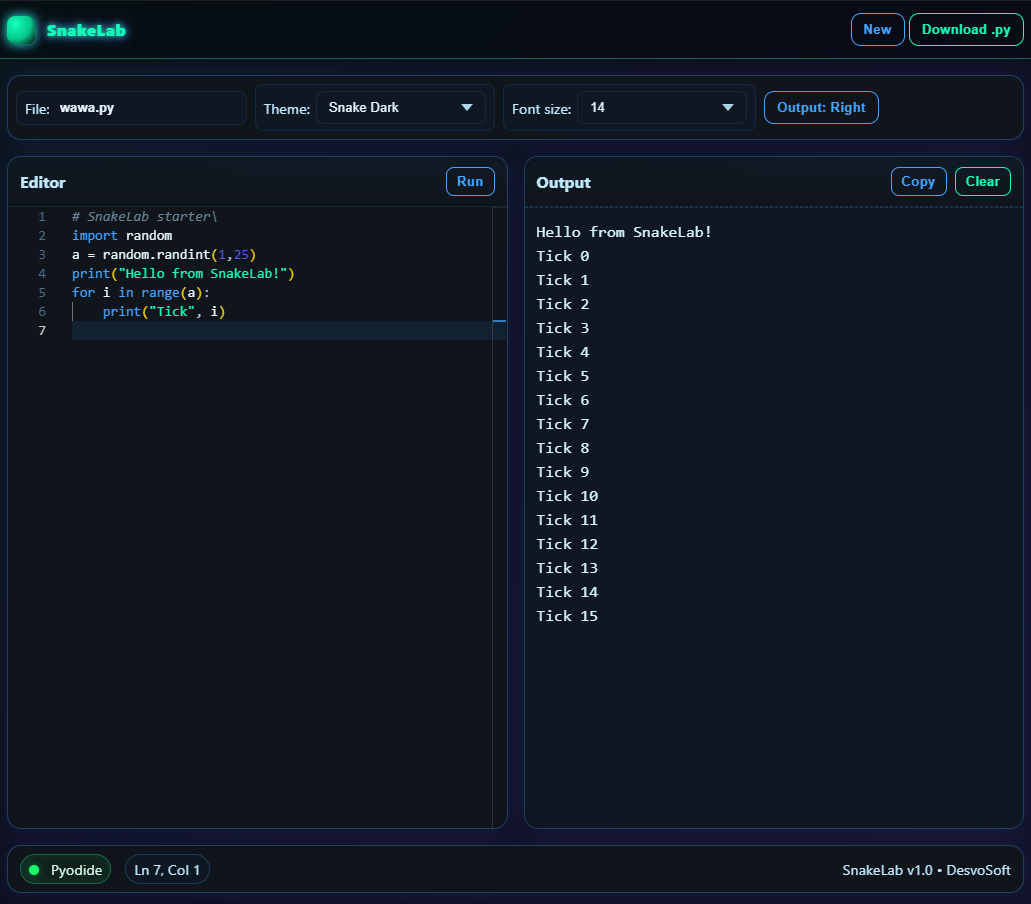 SnakeLab
New
Download .py
File: wawa.py
Theme: Snake Dark
Font size: 14
Output: Right
Editor
Run
1 # SnakeLab starter\
2 import random
3 a = random.randint(1,25)
4 print("Hello from SnakeLab!")
5 for i in range(a):
6     print("Tick", i)
7
Output
Copy
Clear
Hello from SnakeLab!
Tick 0
Tick 1
Tick 2
Tick 3
Tick 4
Tick 5
Tick 6
Tick 7
Tick 8
Tick 9
Tick 10
Tick 11
Tick 12
Tick 13
Tick 14
Tick 15
Pyodide
Ln 7, Col 1
SnakeLab v1.0 • DesvoSoft